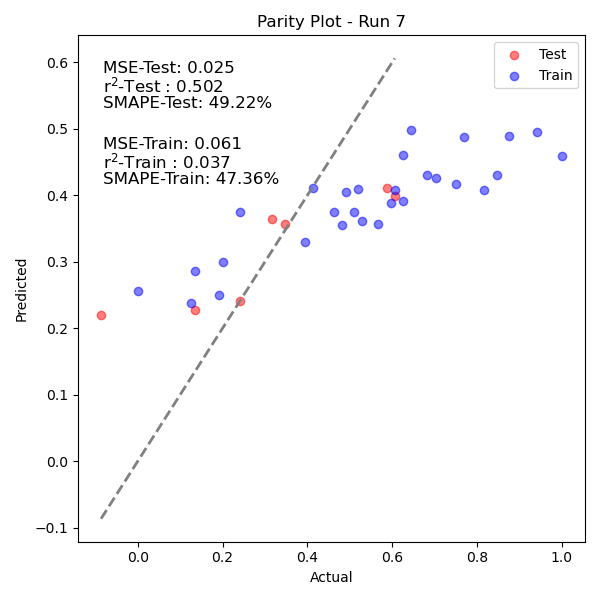 Parity Plot - Run 7
MSE-Test: 0.025
r²-Test : 0.502
SMAPE-Test: 49.22%
MSE-Train: 0.061
r²-Train : 0.037
SMAPE-Train: 47.36%
Test
Train
Predicted
0.6
0.5
0.4
0.3
0.2
0.1
0.0
−0.1
0.0 0.2 0.4 0.6 0.8 1.0
Actual